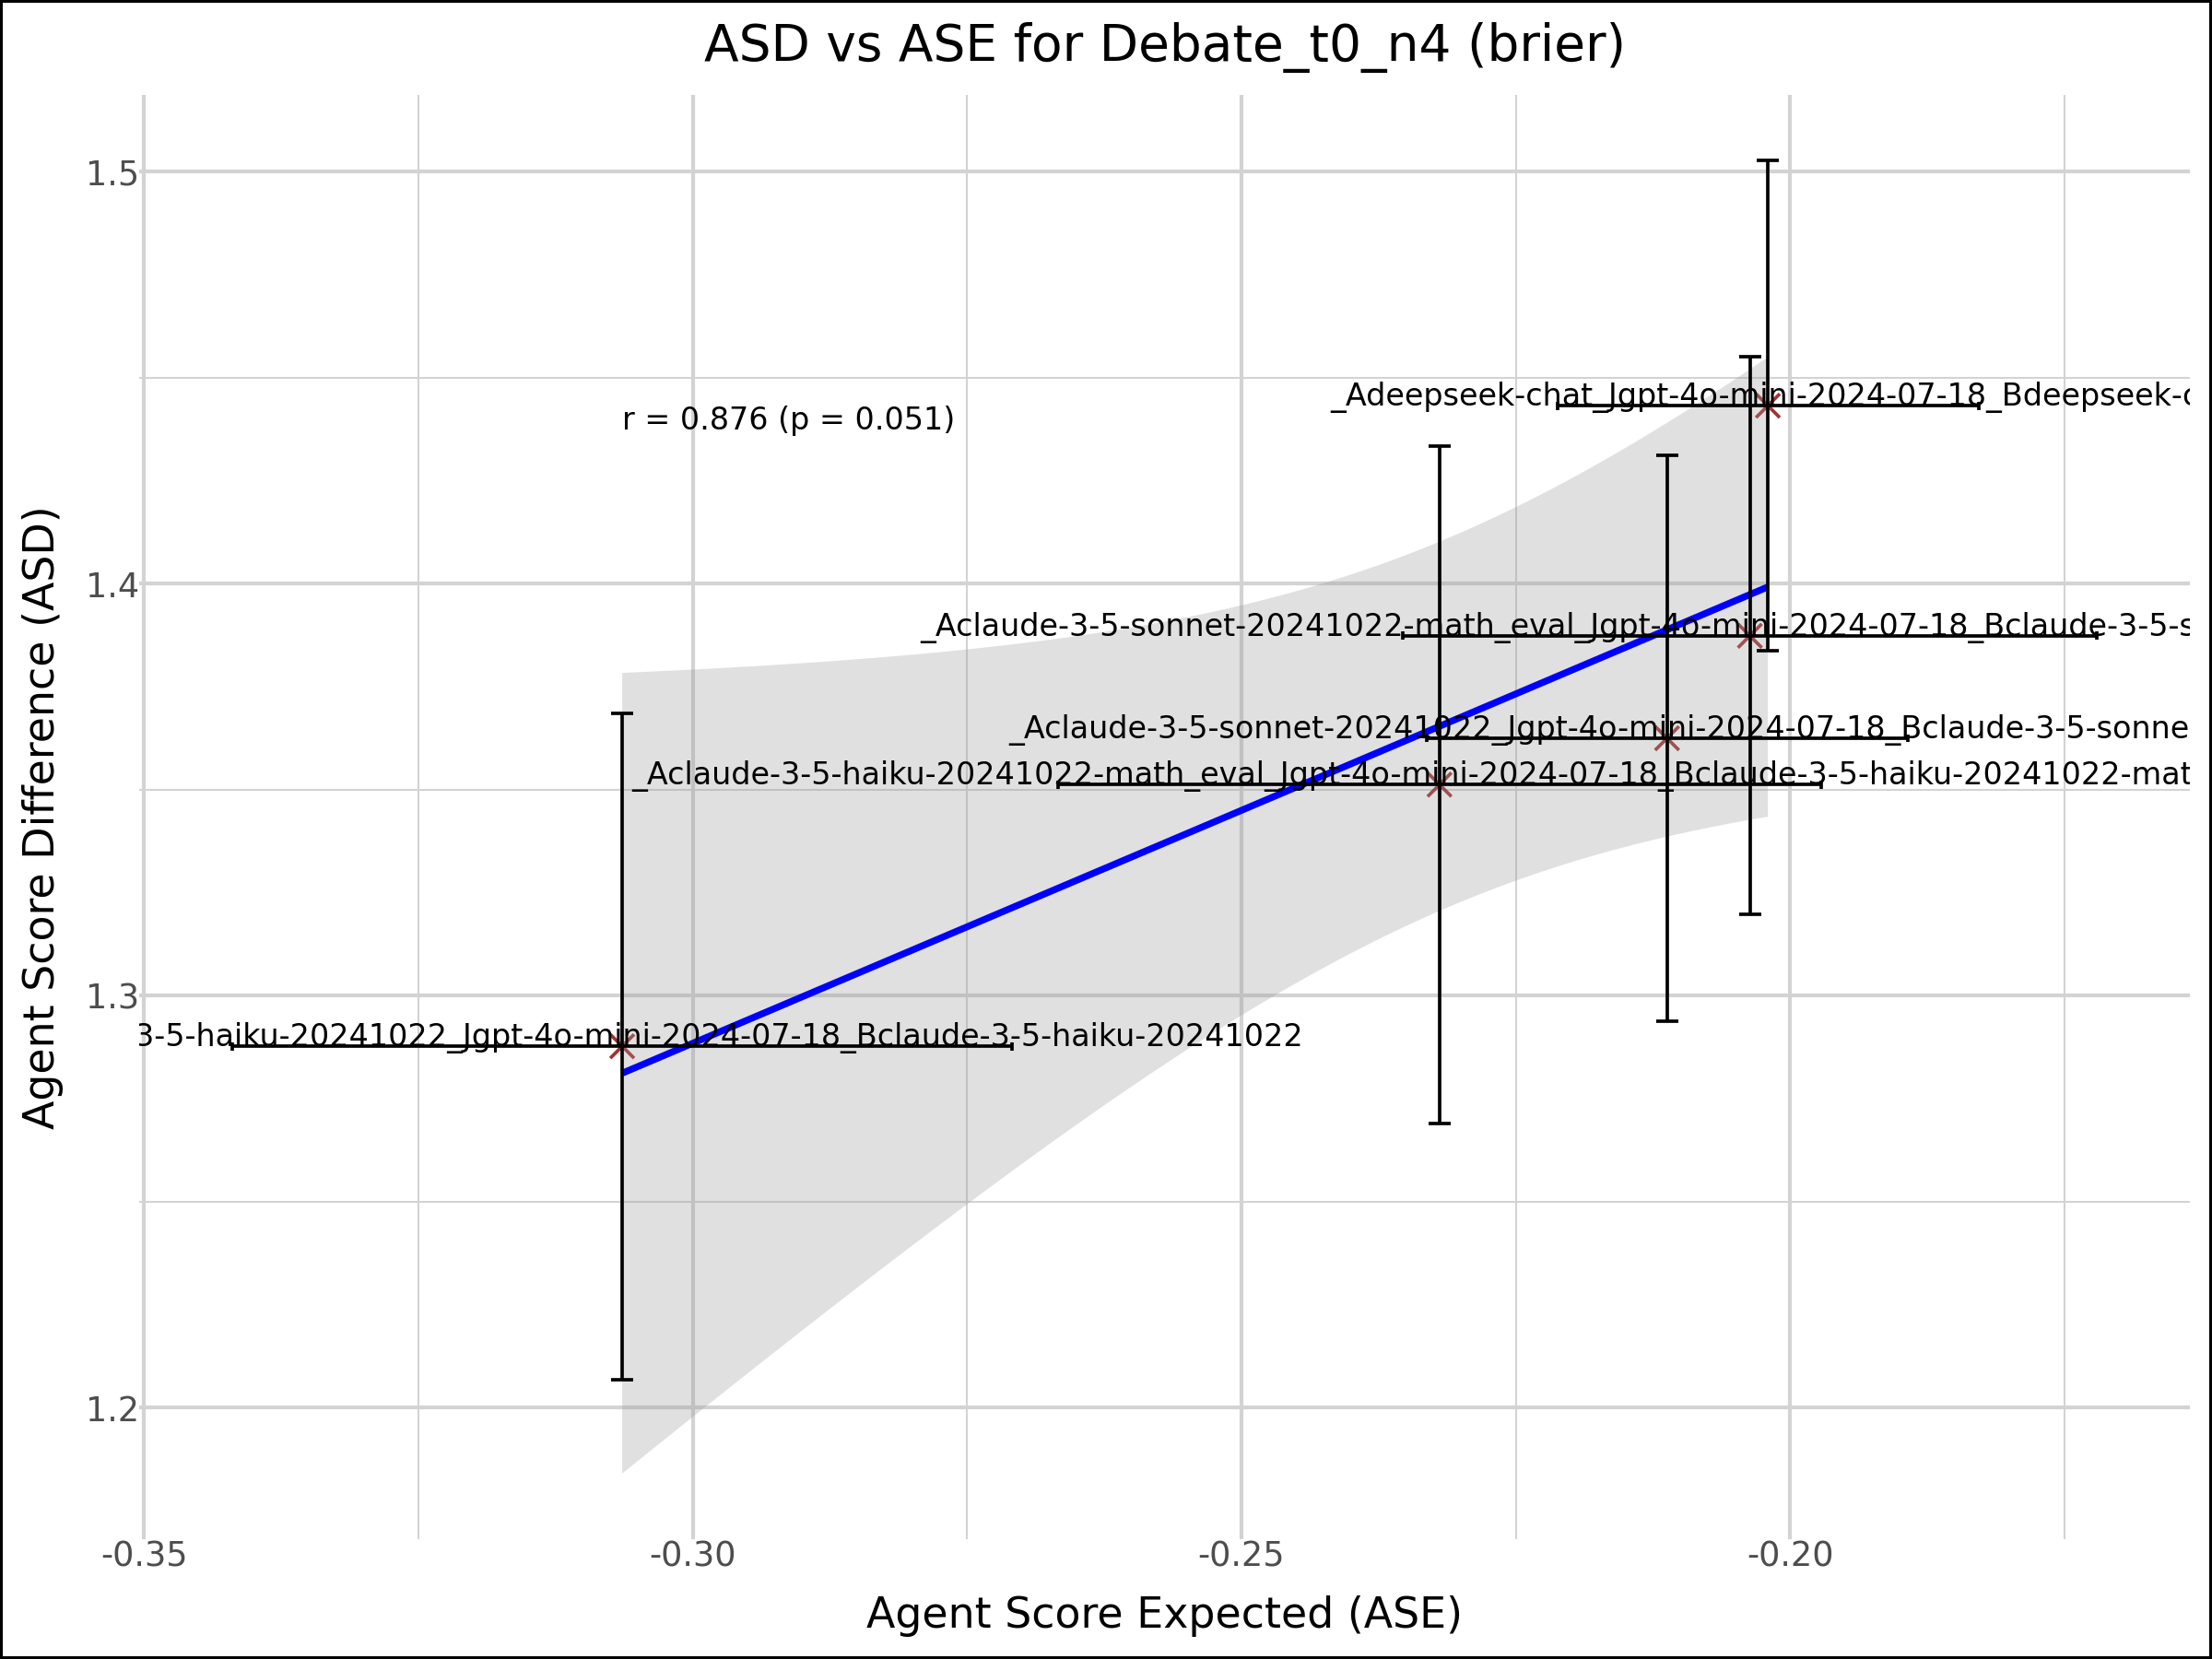 ASD vs ASE for Debate_t0_n4 (brier)
1.5
_Adeepseek-chat_Jgpt-4o-mini-2024-07-18_Bdeepseek-c
r = 0.876 (p = 0.051)
1.4
_Aclaude-3-5-sonnet-20241022-math_eval_Jgpt-4o-mini-2024-07-18_Bclaude-3-5-s
_Aclaude-3-5-sonnet-20241022_Jgpt-4o-mini-2024-07-18_Bclaude-3-5-sonne
_Aclaude-3-5-haiku-20241022-math_eval_Jgpt-4o-mini-2024-07-18_Bclaude-3-5-haiku-20241022-mat
1.3
3-5-haiku-20241022_Jgpt-4o-mini-2024-07-18_Bclaude-3-5-haiku-20241022
1.2
-0.35
-0.30
-0.25
-0.20
Agent Score Expected (ASE)
Agent Score Difference (ASD)